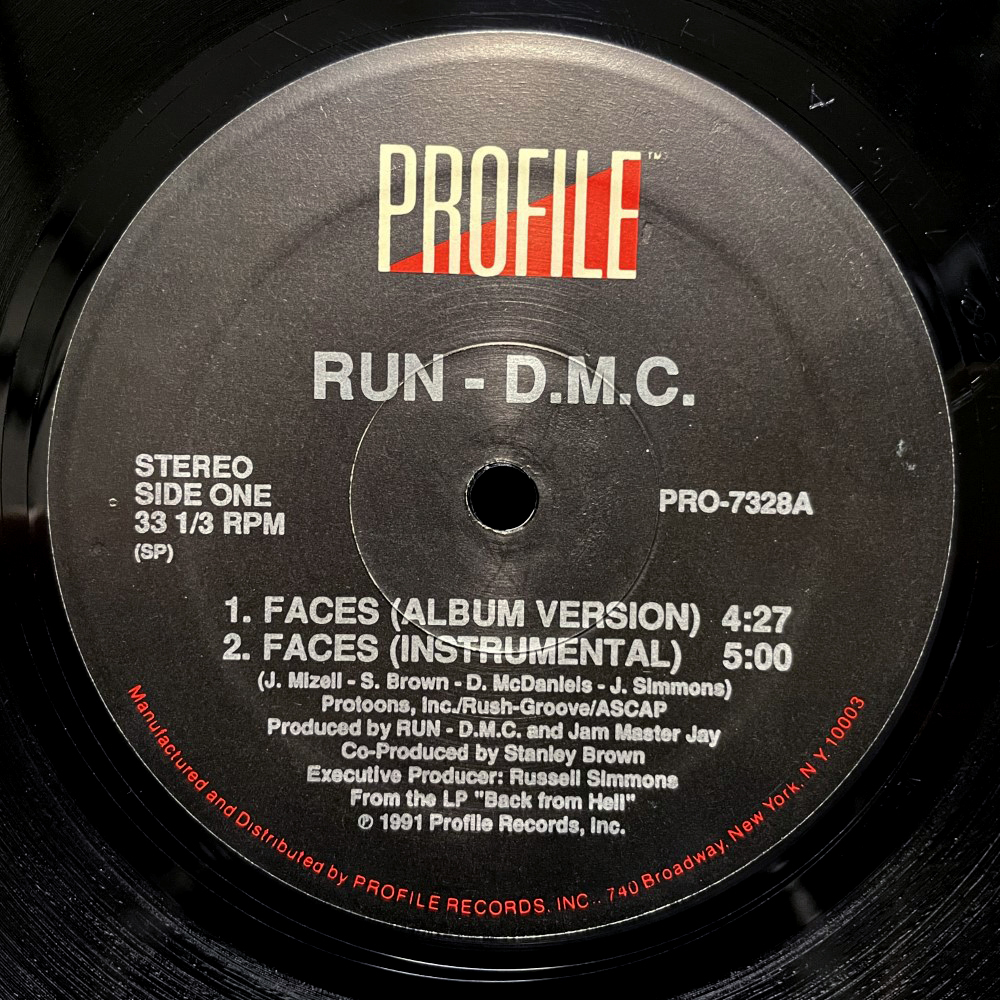 PROFILE™
RUN - D.M.C.
STEREO
SIDE ONE
33 1/3 RPM
(SP)
PRO-7328A
1. FACES (ALBUM VERSION) 4:27
2. FACES (INSTRUMENTAL) 5:00
(J. Mizell - S. Brown - D. McDaniels - J. Simmons)
Protoons, Inc./Rush-Groove/ASCAP
Produced by RUN - D.M.C. and Jam Master Jay
Co-Produced by Stanley Brown
Executive Producer: Russell Simmons
From the LP "Back from Hell"
℗ 1991 Profile Records, Inc.
Manufactured and Distributed by PROFILE RECORDS, INC., 740 Broadway, New York, N.Y. 10003